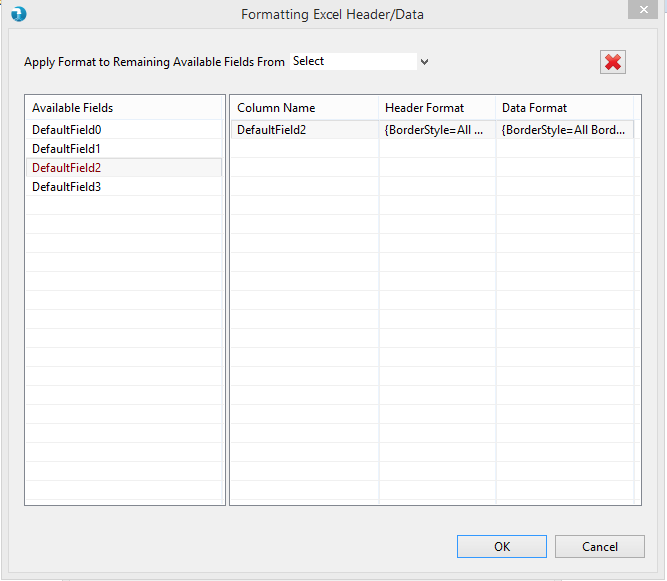 Formatting Excel Header/Data
Apply Format to Remaining Available Fields From Select
Available Fields
DefaultField0
DefaultField1
DefaultField2
DefaultField3
Column Name Header Format Data Format
DefaultField2 {BorderStyle=All ... {BorderStyle=All Bord...
OK Cancel